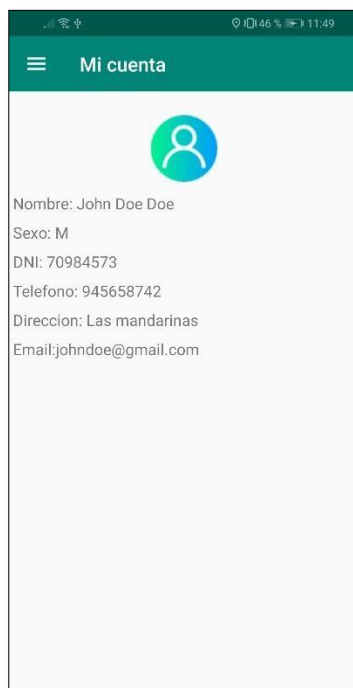 46 % 11:49
Mi cuenta
Nombre: John Doe Doe
Sexo: M
DNI: 70984573
Telefono: 945658742
Direccion: Las mandarinas
Email:johndoe@gmail.com